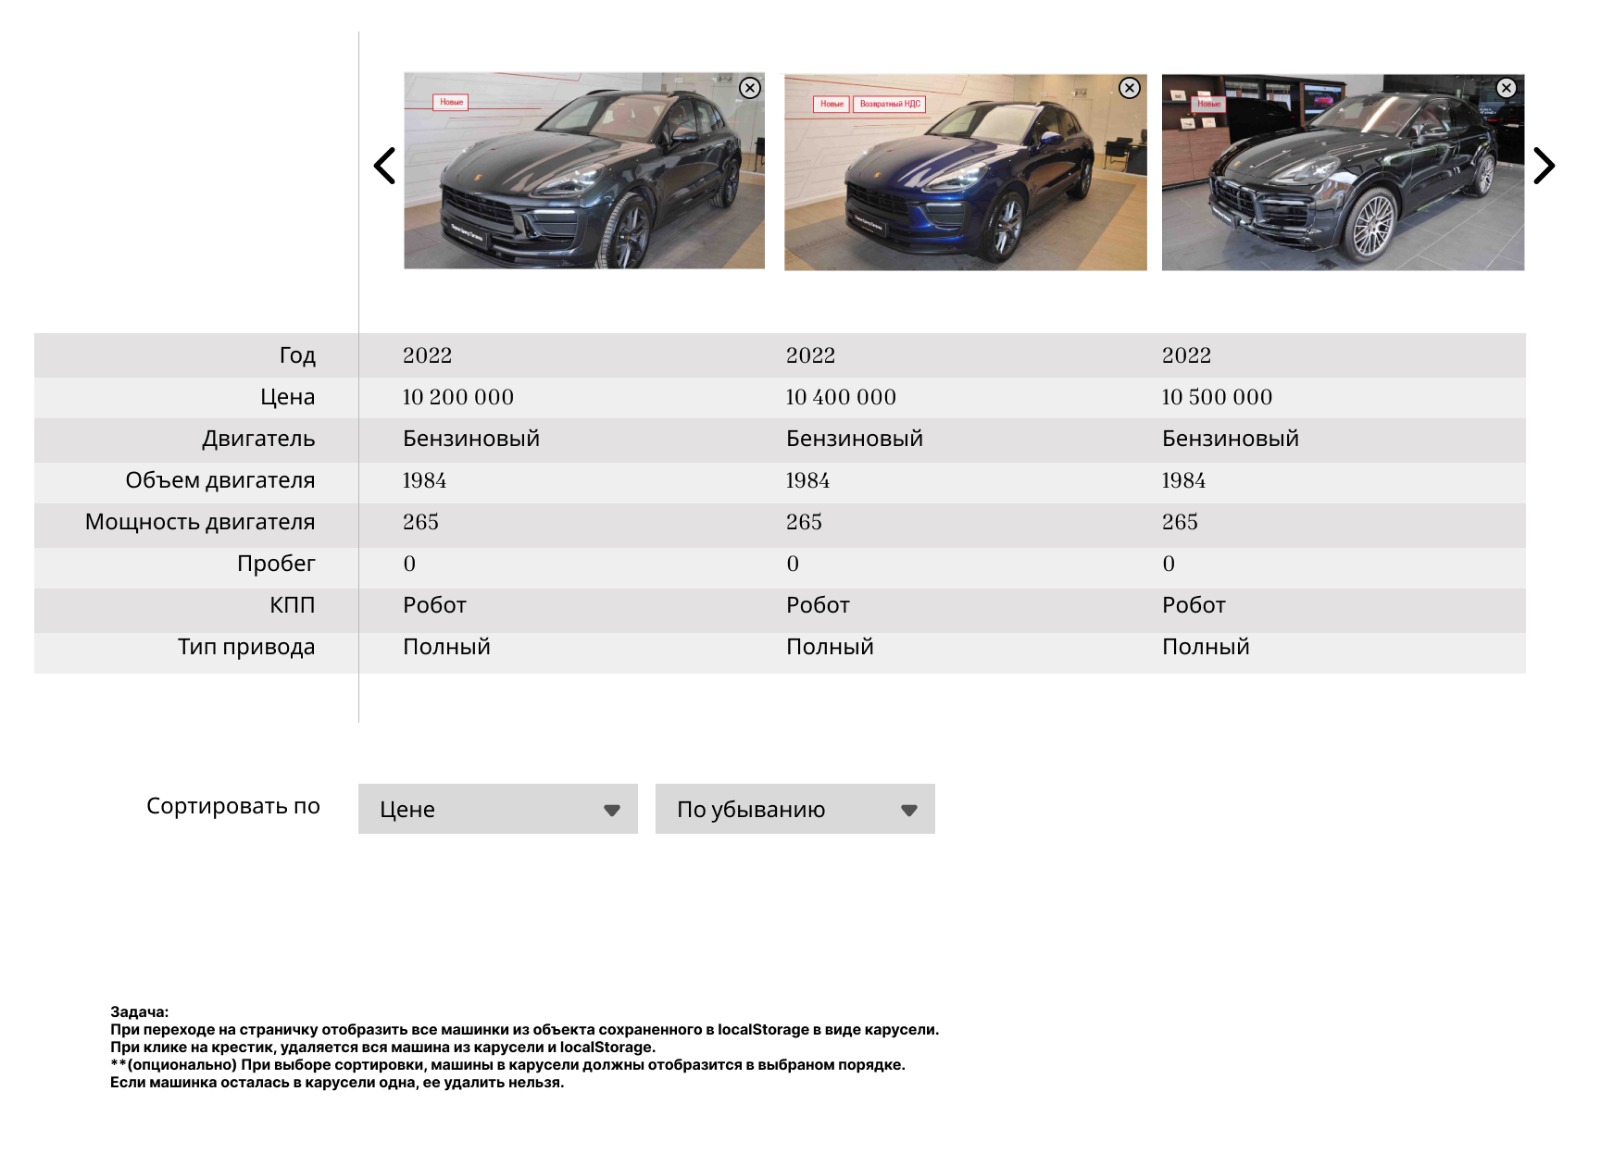 Новые
Новые Возвратный НДС
Новые
Год 2022 2022 2022
Цена 10 200 000 10 400 000 10 500 000
Двигатель Бензиновый Бензиновый Бензиновый
Объем двигателя 1984 1984 1984
Мощность двигателя 265 265 265
Пробег 0 0 0
КПП Робот Робот Робот
Тип привода Полный Полный Полный
Сортировать по Цене По убыванию
Задача:
При переходе на страничку отобразить все машинки из объекта сохраненного в localStorage в виде карусели.
При клике на крестик, удаляется вся машина из карусели и localStorage.
**(опционально) При выборе сортировки, машины в карусели должны отобразится в выбраном порядке.
Если машинка осталась в карусели одна, ее удалить нельзя.